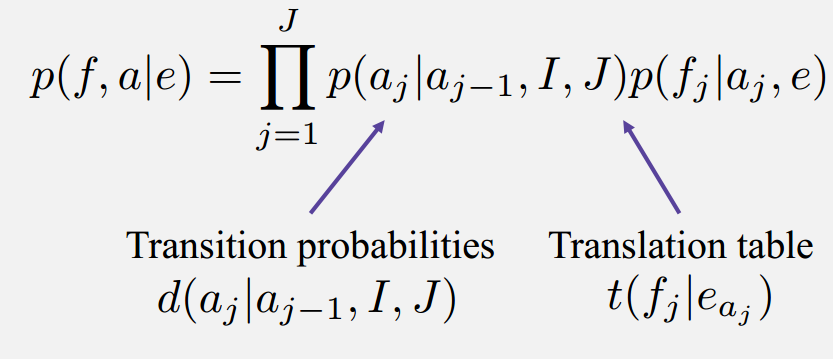 p(f, a|e) = ∏_{j=1}^{J} p(a_j|a_{j−1}, I, J)p(f_j|a_j, e)
Transition probabilities Translation table
d(a_j|a_{j−1}, I, J) t(f_j|e_{a_j})